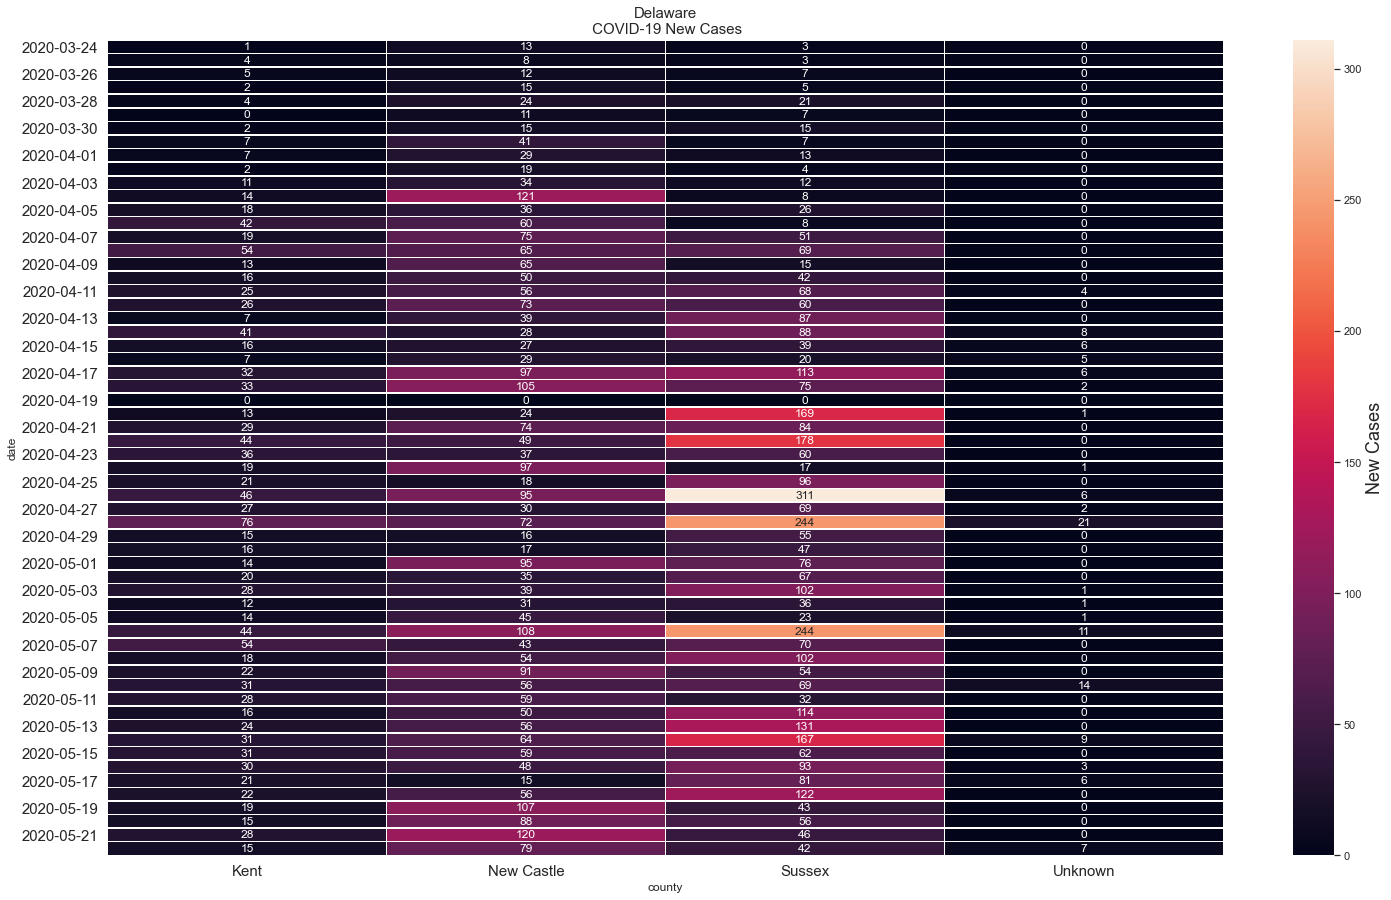 Delaware
COVID-19 New Cases
2020-03-24 1 13 3 0
4 8 3 0
2020-03-26 5 12 7 0
2 15 5 0
2020-03-28 4 24 21 0
0 11 7 0
2020-03-30 2 15 15 0
7 41 7 0
2020-04-01 7 29 13 0
2 19 4 0
2020-04-03 11 34 12 0
14 121 8 0
2020-04-05 18 36 26 0
42 60 8 0
2020-04-07 19 75 51 0
54 65 69 0
2020-04-09 13 65 15 0
16 50 42 0
2020-04-11 25 56 68 4
26 73 60 0
2020-04-13 7 39 87 0
41 28 88 8
2020-04-15 16 27 39 6
7 29 20 5
2020-04-17 32 97 113 6
33 105 75 2
2020-04-19 0 0 0 0
13 24 169 1
2020-04-21 29 74 84 0
44 49 178 0
2020-04-23 36 37 60 0
19 97 17 1
2020-04-25 21 18 96 0
46 95 311 6
2020-04-27 27 30 69 2
76 72 244 21
2020-04-29 15 16 55 0
16 17 47 0
2020-05-01 14 95 76 0
20 35 67 0
2020-05-03 28 39 102 1
12 31 36 1
2020-05-05 14 45 23 1
44 108 244 11
2020-05-07 54 43 70 0
18 54 102 0
2020-05-09 22 91 54 0
31 56 69 14
2020-05-11 28 59 32 0
16 50 114 0
2020-05-13 24 56 131 0
31 64 167 9
2020-05-15 31 59 62 0
30 48 93 3
2020-05-17 21 15 81 6
22 56 122 0
2020-05-19 19 107 43 0
15 88 56 0
2020-05-21 28 120 46 0
15 79 42 7
Kent New Castle Sussex Unknown
county
date
300
250
200
150
100
50
0
New Cases